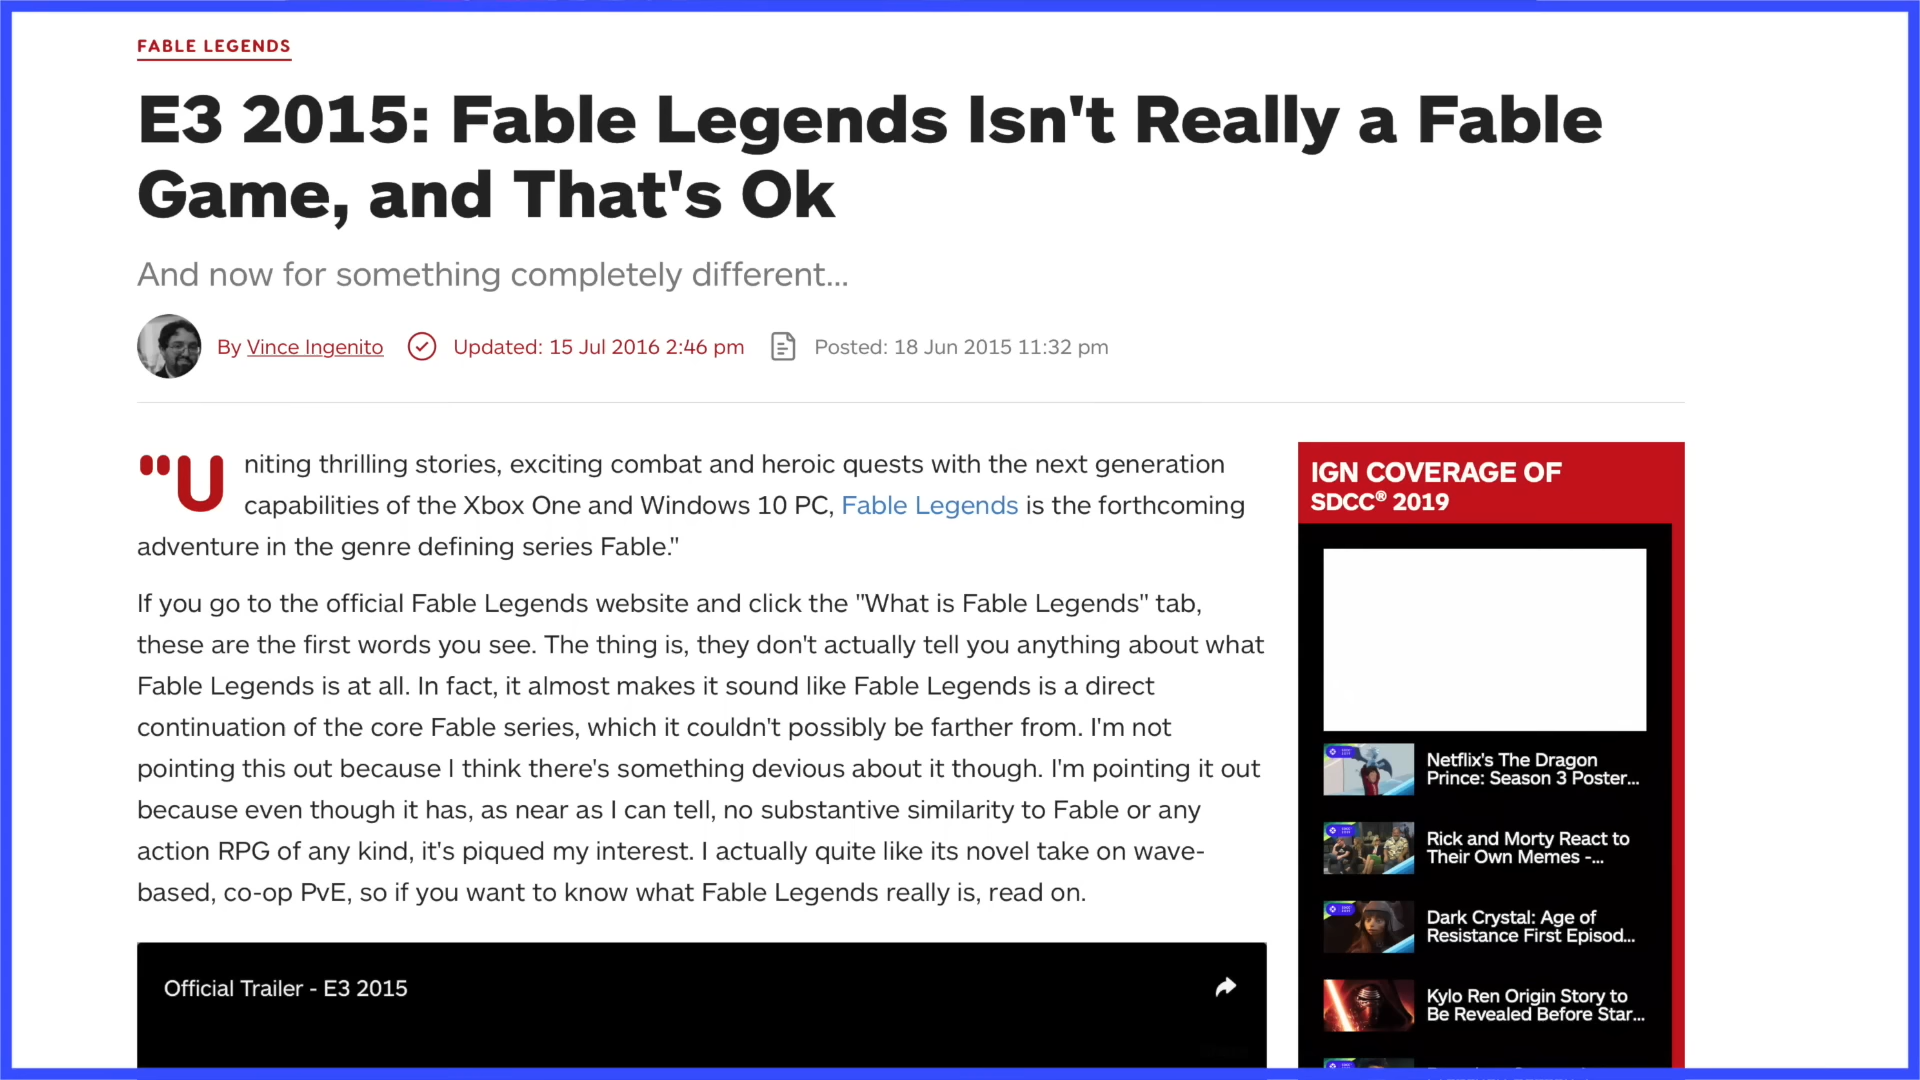 FABLE LEGENDS
E3 2015: Fable Legends Isn't Really a Fable
Game, and That's Ok
And now for something completely different...
By Vince Ingenito Updated: 15 Jul 2016 2:46 pm Posted: 18 Jun 2015 11:32 pm
"Uniting thrilling stories, exciting combat and heroic quests with the next generation
capabilities of the Xbox One and Windows 10 PC, Fable Legends is the forthcoming
adventure in the genre defining series Fable."
If you go to the official Fable Legends website and click the "What is Fable Legends" tab,
these are the first words you see. The thing is, they don't actually tell you anything about what
Fable Legends is at all. In fact, it almost makes it sound like Fable Legends is a direct
continuation of the core Fable series, which it couldn't possibly be farther from. I'm not
pointing this out because I think there's something devious about it though. I'm pointing it out
because even though it has, as near as I can tell, no substantive similarity to Fable or any
action RPG of any kind, it's piqued my interest. I actually quite like its novel take on wave-
based, co-op PvE, so if you want to know what Fable Legends really is, read on.
Official Trailer - E3 2015
IGN COVERAGE OF
SDCC® 2019
Netflix's The Dragon
Prince: Season 3 Poster...
Rick and Morty React to
Their Own Memes -...
Dark Crystal: Age of
Resistance First Episod...
Kylo Ren Origin Story to
Be Revealed Before Star...